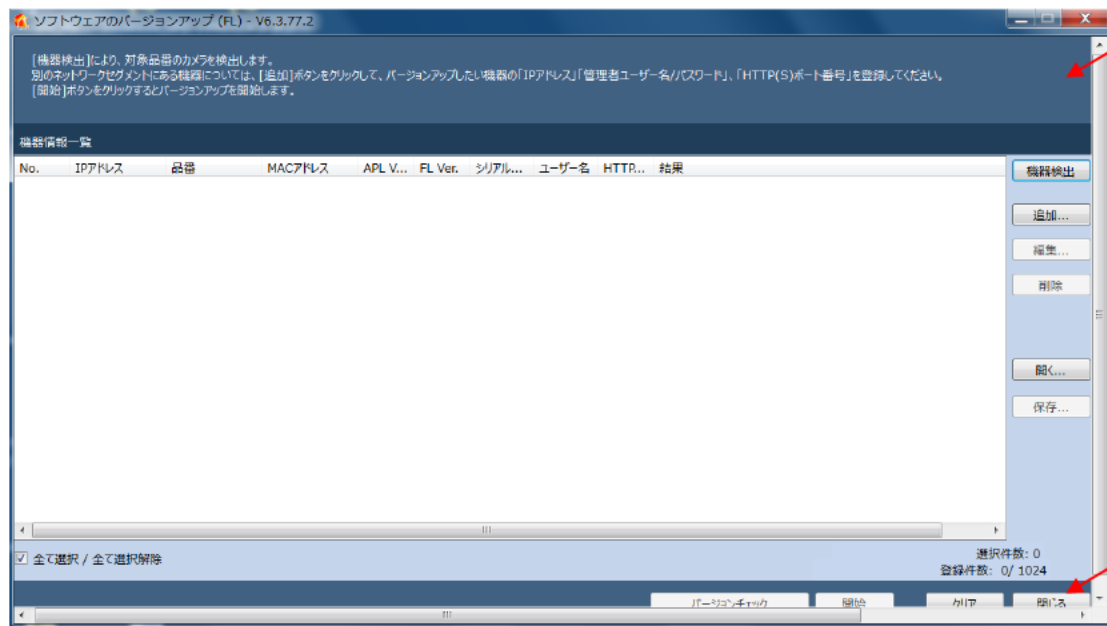 ソフトウェアのバージョンアップ (FL) - V6.3.77.2
[機器検出]により、対象品番のカメラを検出します。
別のネットワークセグメントにある機器については、[追加]ボタンをクリックして、バージョンアップしたい機器の「IPアドレス」「管理者ユーザー名/パスワード」、「HTTP(S)ポート番号」を登録してください。
[開始]ボタンをクリックするとバージョンアップを開始します。
機器情報一覧
No. IPアドレス 品番 MACアドレス APL V... FL Ver. シリアル... ユーザー名 HTTP... 結果
機器検出
追加...
編集...
削除
開く...
保存...
全て選択 / 全て選択解除
選択件数: 0
登録件数: 0/ 1024
バージョンチェック 開始 クリア 閉じる